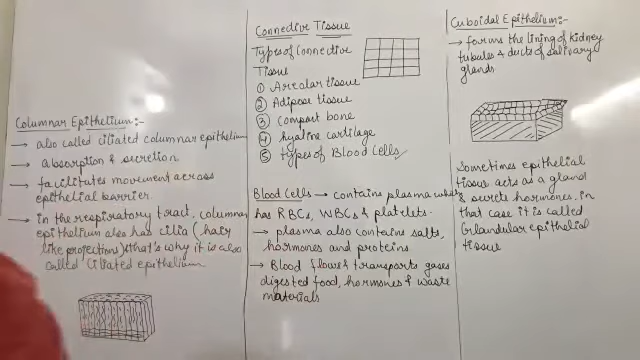 Columnar Epithelium:-
→ also called ciliated columnar epithelium
→ absorption & secretion
→ facilitates movement across
epithelial barrier.
→ in the respiratory tract, columnar
epithelium also has cilia (hair
like projections) that's why it is also
called ciliated epithelium.
Connective Tissue
Types of Connective
Tissue
① Areolar tissue
② Adipose tissue
③ compact bone
④ hyaline cartilage
⑤ types of Blood Cells
Blood Cells → contains plasma which
has RBCs, WBCs & platelets.
→ plasma also contains salts,
hormones and proteins
→ Blood flows & transports gases
digested food, hormones & waste
materials
Cuboidal Epithelium:-
→ forms the lining of kidney
tubules & ducts of salivary
glands
Sometimes epithelial
tissue acts as a gland
& secrets hormones. in
that case it is called
Glandular epithelial
tissue